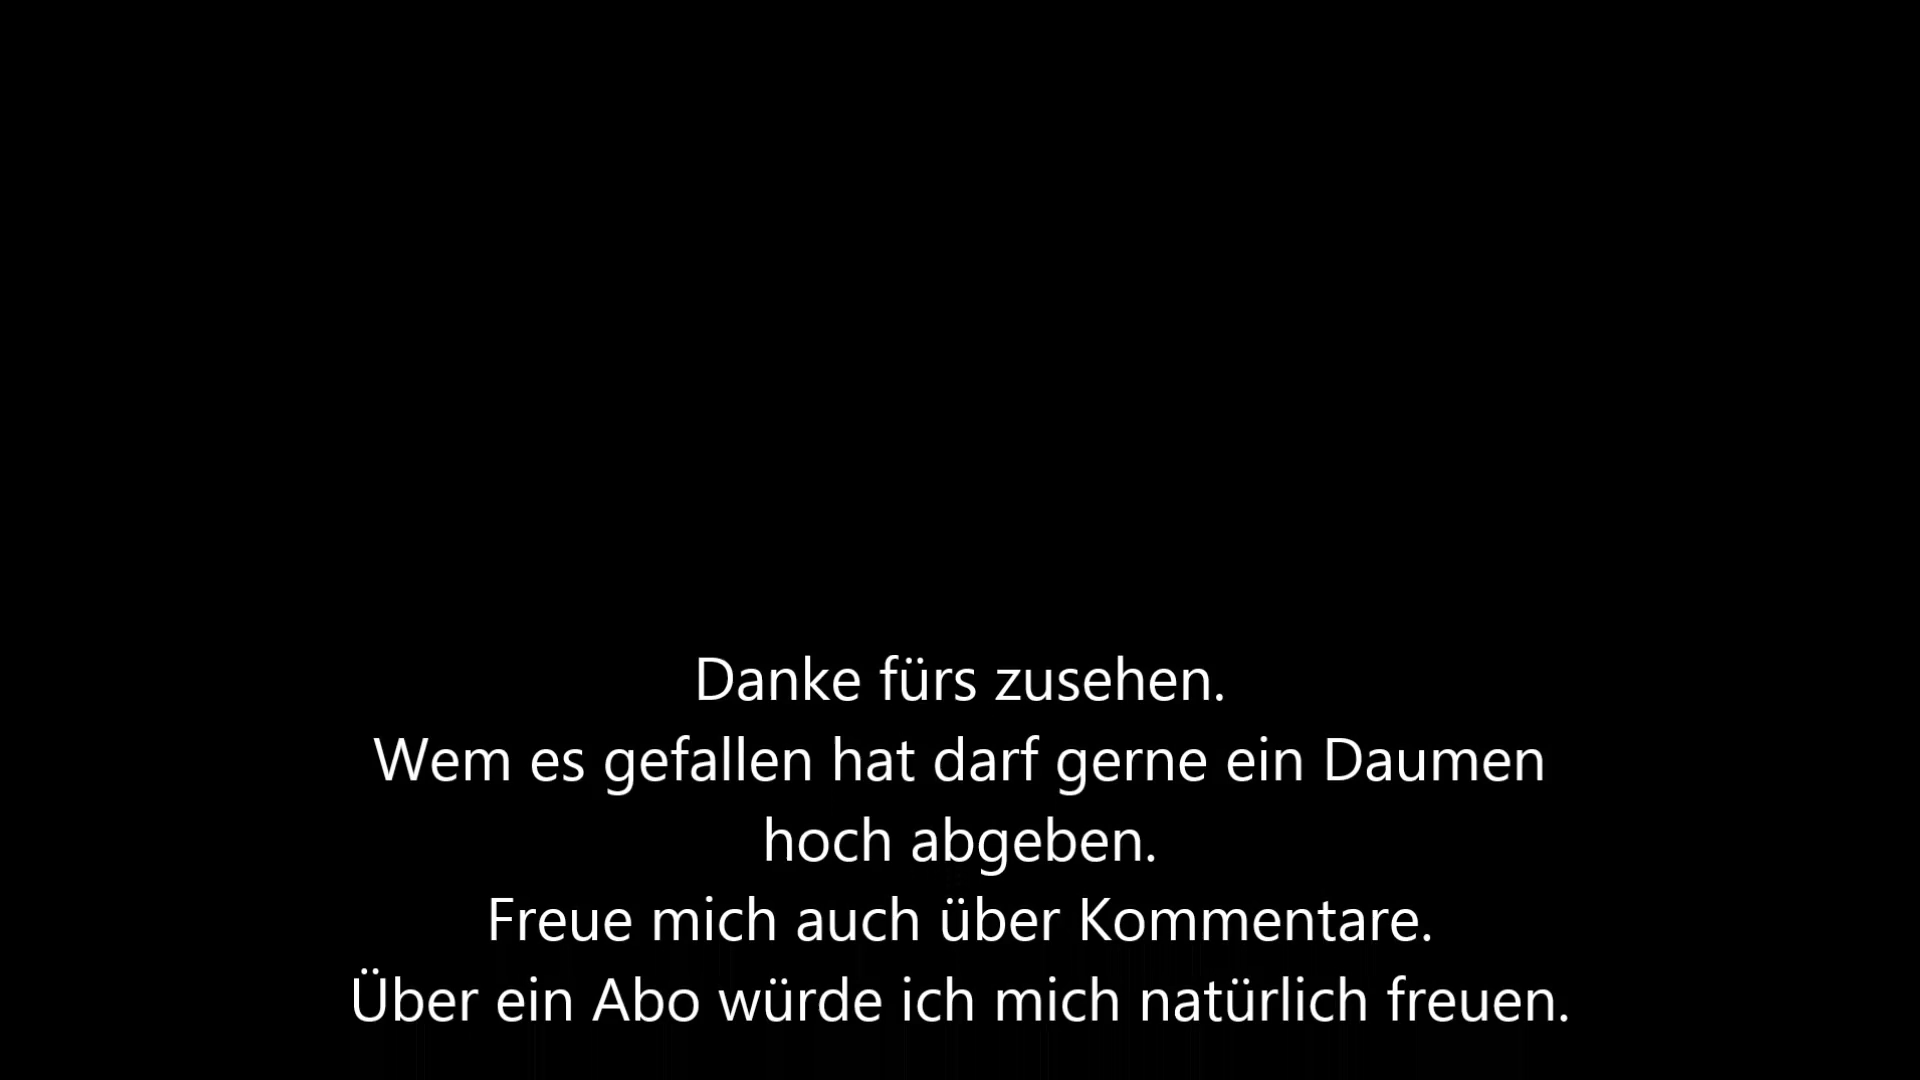 Danke fürs zusehen.
Wem es gefallen hat darf gerne ein Daumen
hoch abgeben.
Freue mich auch über Kommentare.
Über ein Abo würde ich mich natürlich freuen.